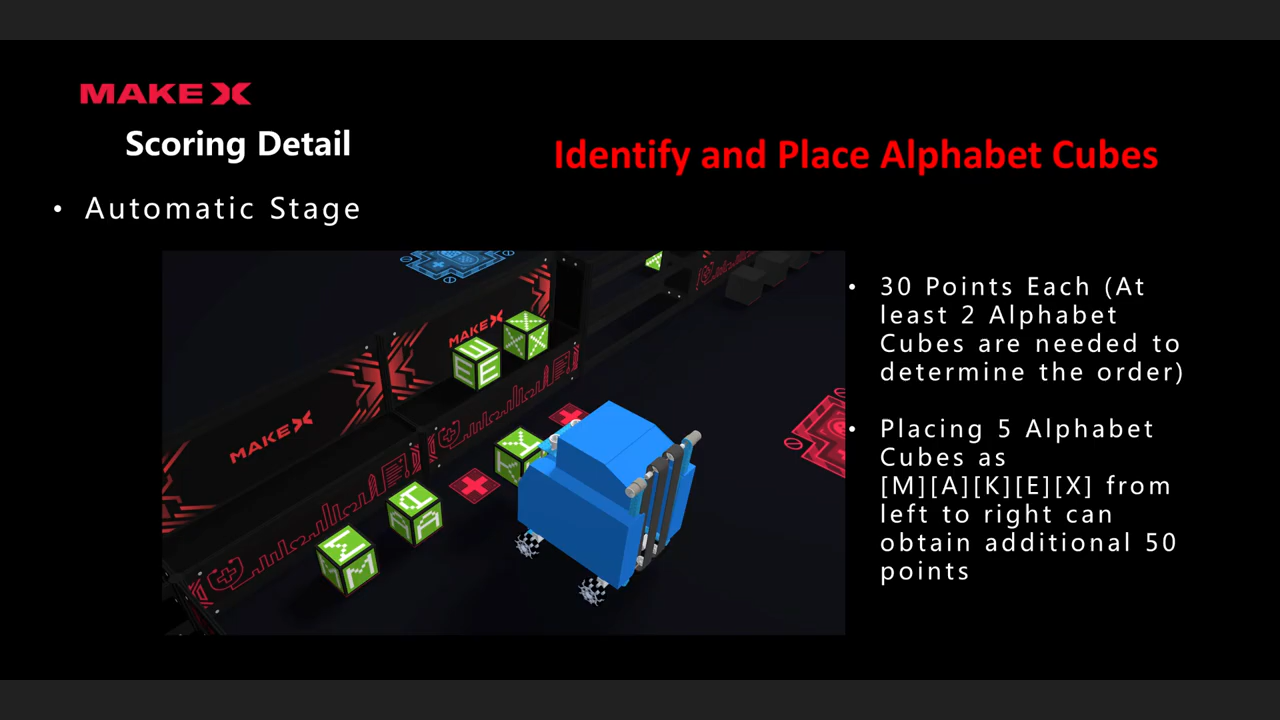 MAKE X
Scoring Detail
Identify and Place Alphabet Cubes
• Automatic Stage
MAKE X
MAKE X
E
E E
X
X X
K
K
A
A A
M
M M
• 30 Points Each (At
least 2 Alphabet
Cubes are needed to
determine the order)
• Placing 5 Alphabet
Cubes as
[M][A][K][E][X] from
left to right can
obtain additional 50
points